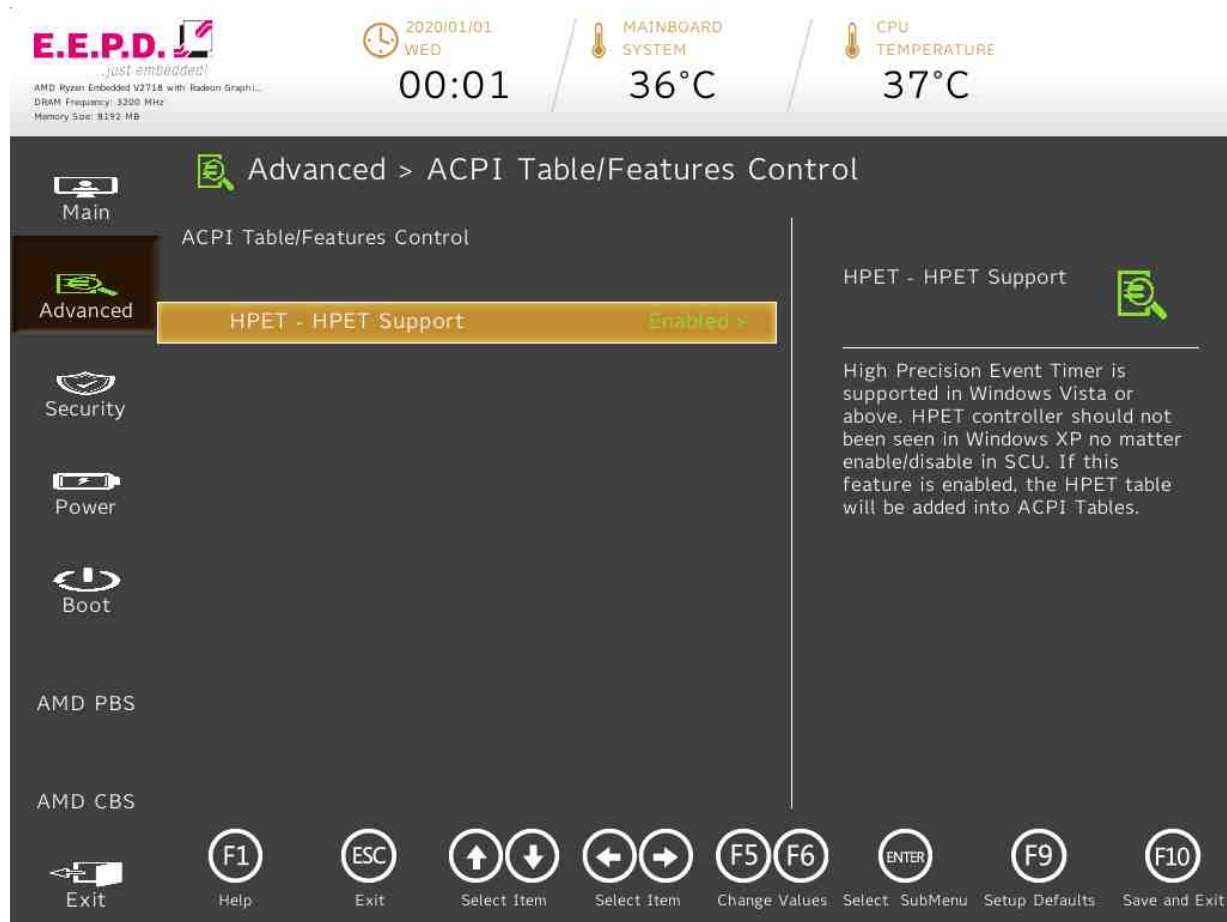 E.E.P.D.
...just embedded!
AMD Ryzen Embedded V2718 with Radeon Graphi...
DRAM Frequency: 3200 MHz
Memory Size: 8192 MB
2020/01/01
WED
00:01
MAINBOARD
SYSTEM
36°C
CPU
TEMPERATURE
37°C
Main
Advanced
Security
Power
Boot
AMD PBS
AMD CBS
Exit
Advanced > ACPI Table/Features Control
ACPI Table/Features Control
HPET - HPET Support Enabled >
HPET - HPET Support
High Precision Event Timer is
supported in Windows Vista or
above. HPET controller should not
been seen in Windows XP no matter
enable/disable in SCU. If this
feature is enabled, the HPET table
will be added into ACPI Tables.
F1 ESC F5 F6 ENTER F9 F10
Help Exit Select Item Select Item Change Values Select SubMenu Setup Defaults Save and Exit